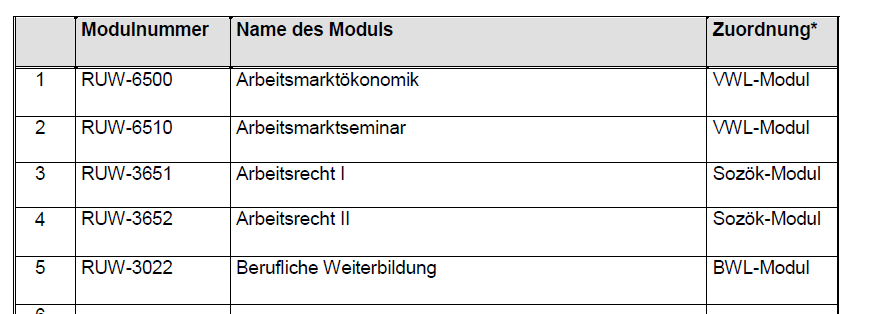 Modulnummer Name des Moduls Zuordnung*
1 RUW-6500 Arbeitsmarktökonomik VWL-Modul
2 RUW-6510 Arbeitsmarktseminar VWL-Modul
3 RUW-3651 Arbeitsrecht I Sozök-Modul
4 RUW-3652 Arbeitsrecht II Sozök-Modul
5 RUW-3022 Berufliche Weiterbildung BWL-Modul